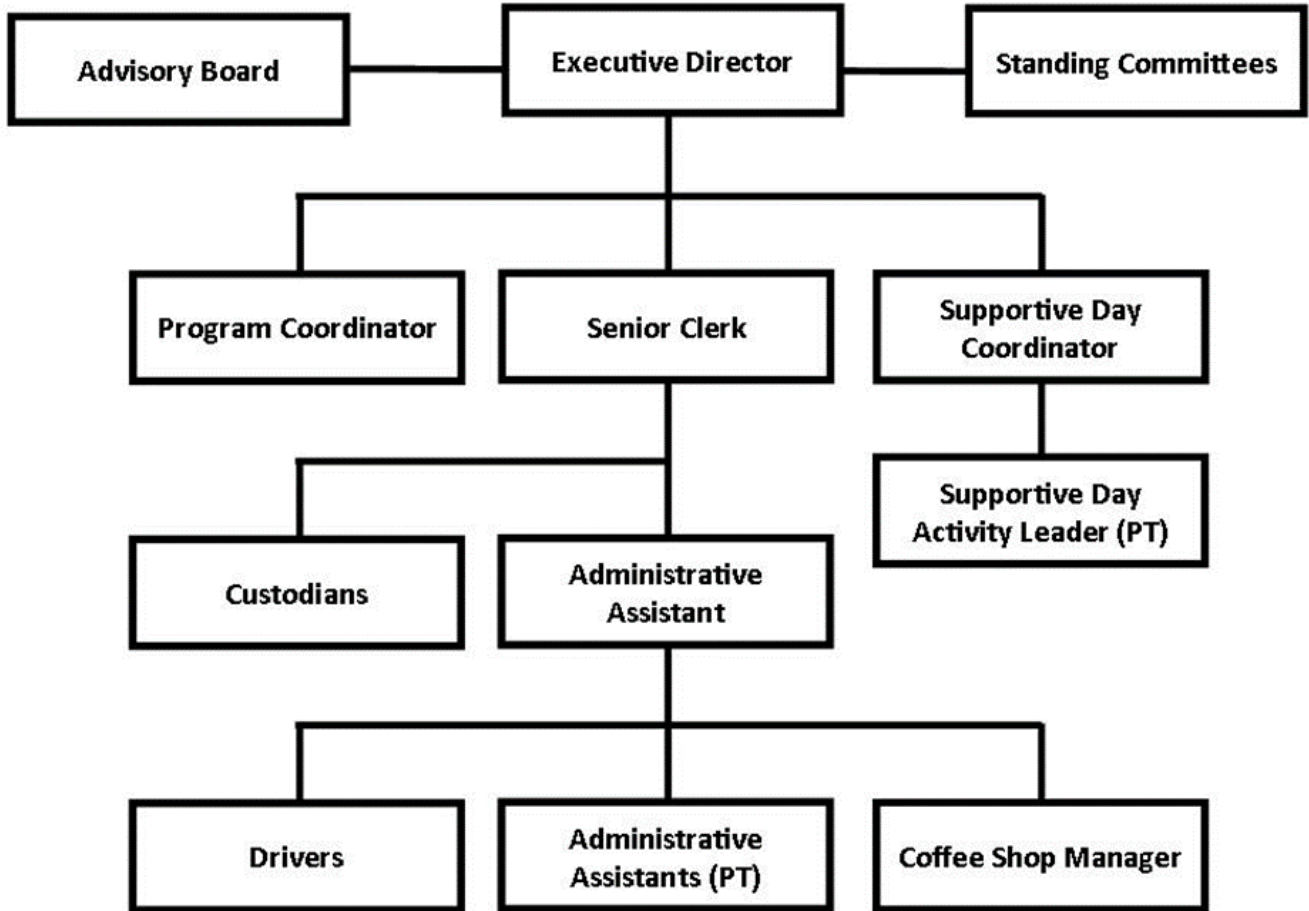 Advisory Board
Executive Director
Standing Committees
Program Coordinator
Senior Clerk
Supportive Day
Coordinator
Supportive Day
Activity Leader (PT)
Custodians
Administrative
Assistant
Drivers
Administrative
Assistants (PT)
Coffee Shop Manager